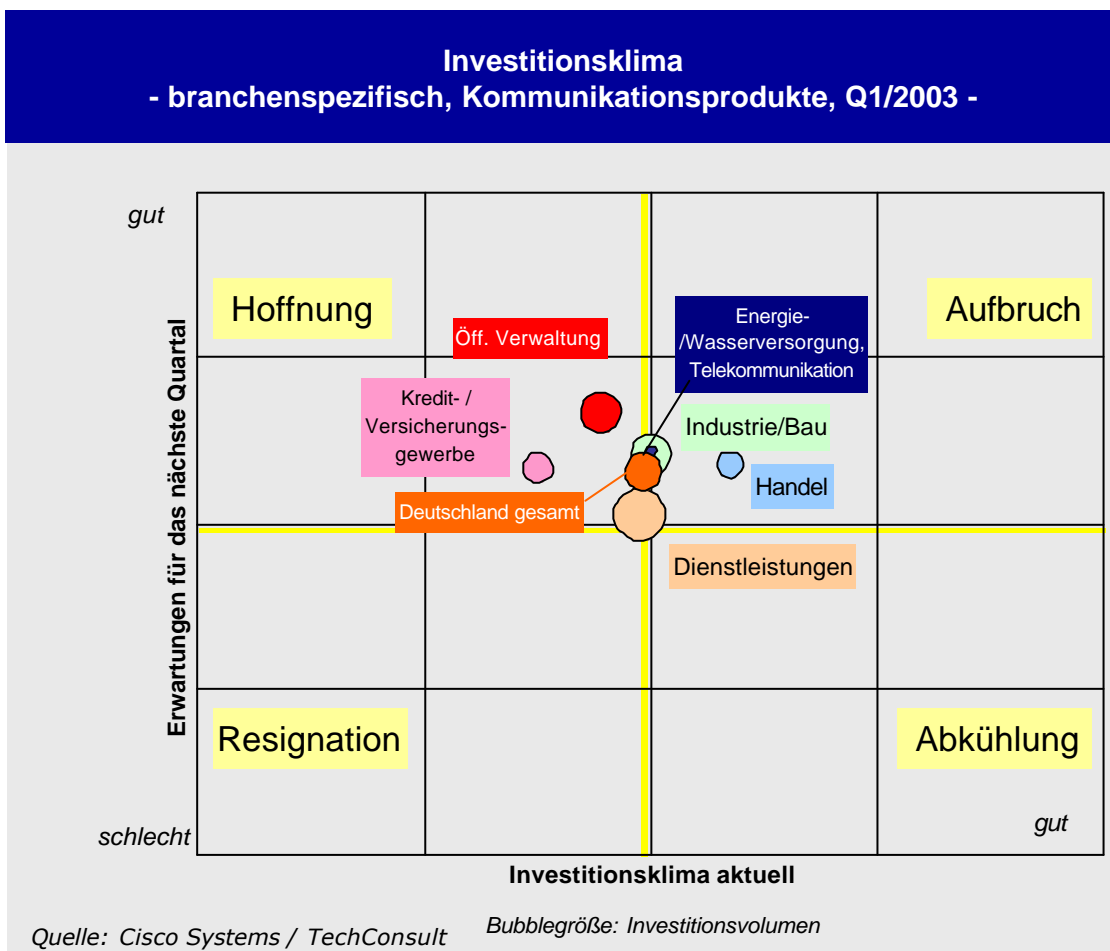 Investitionsklima
- branchenspezifisch, Kommunikationsprodukte, Q1/2003 -
gut
Hoffnung
Aufbruch
Öff. Verwaltung
Energie-
/Wasserversorgung,
Telekommunikation
Kredit- /
Versicherungs-
gewerbe
Industrie/Bau
Handel
Deutschland gesamt
Dienstleistungen
Erwartungen für das nächste Quartal
Resignation
Abkühlung
schlecht
gut
Investitionsklima aktuell
Bubblegröße: Investitionsvolumen
Quelle: Cisco Systems / TechConsult